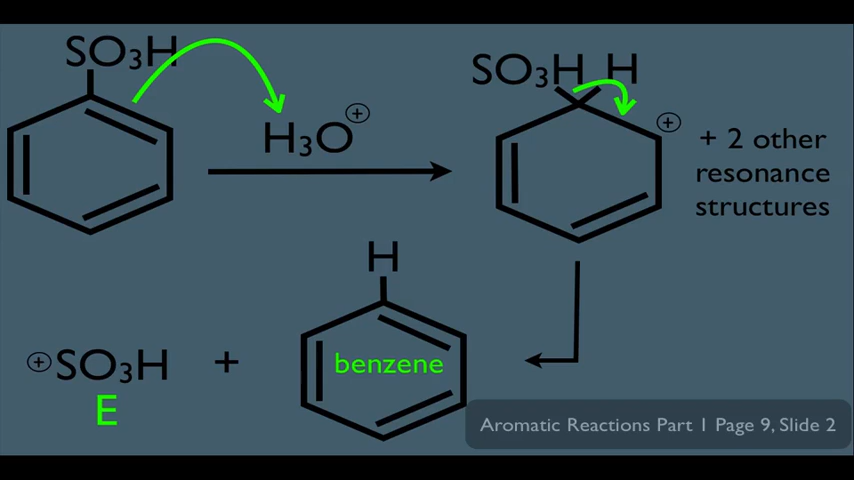 SO₃H
H₃O⊕
SO₃H H
⊕
+ 2 other
resonance
structures
H
⊕SO₃H + benzene
E
Aromatic Reactions Part 1 Page 9, Slide 2